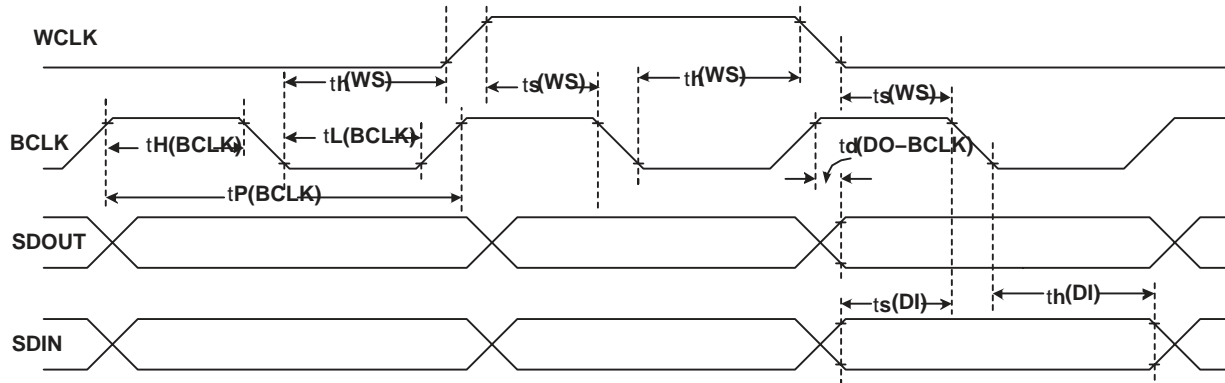 WCLK
th(WS)
ts(WS)
th(WS)
ts(WS)
BCLK
tH(BCLK)
tL(BCLK)
td(DO–BCLK)
tP(BCLK)
SDOUT
ts(DI)
th(DI)
SDIN